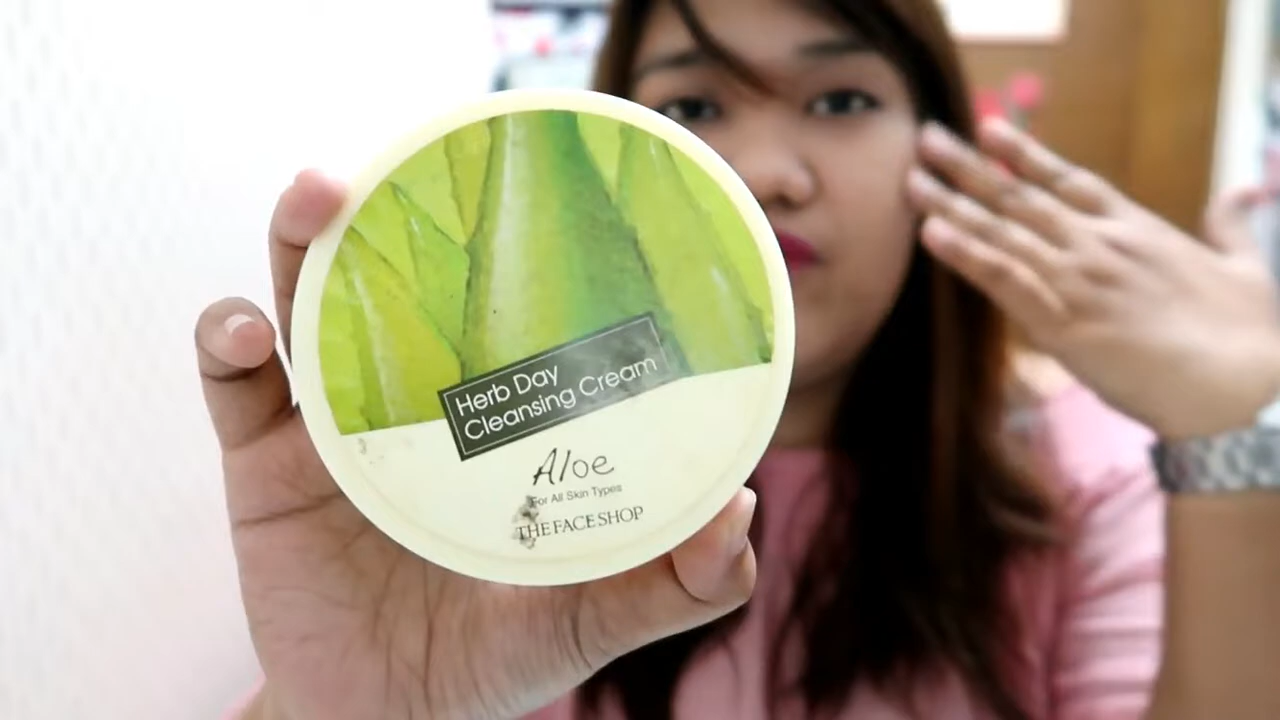 Herb Day
Cleansing Cream
Aloe
For All Skin Types
THE FACE SHOP